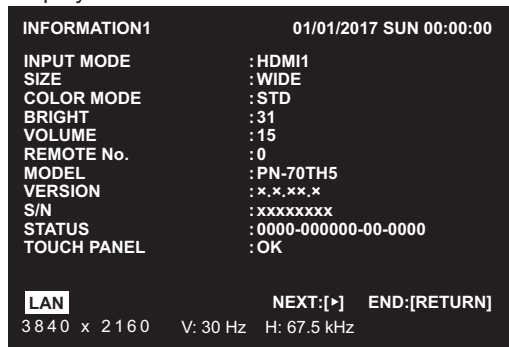 INFORMATION1 01/01/2017 SUN 00:00:00
INPUT MODE :HDMI1
SIZE :WIDE
COLOR MODE :STD
BRIGHT :31
VOLUME :15
REMOTE No. :0
MODEL :PN-70TH5
VERSION :×.×.××.×
S/N :xxxxxxxx
STATUS :0000-000000-00-0000
TOUCH PANEL :OK
LAN NEXT:[▸] END:[RETURN]
3840 x 2160 V: 30 Hz H: 67.5 kHz